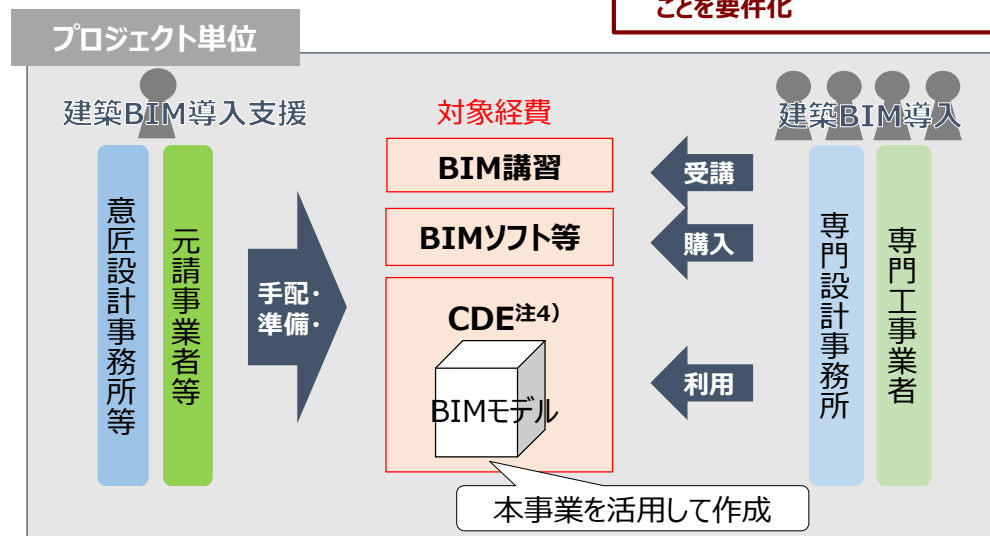 ことを要件化
プロジェクト単位
建築BIM導入支援
対象経費
建築BIM導入
意匠設計事務所等
元請事業者等
手配・
準備・
BIM講習
BIMソフト等
CDE注4)
BIMモデル
本事業を活用して作成
受講
購入
利用
専門設計事務所
専門工事業者